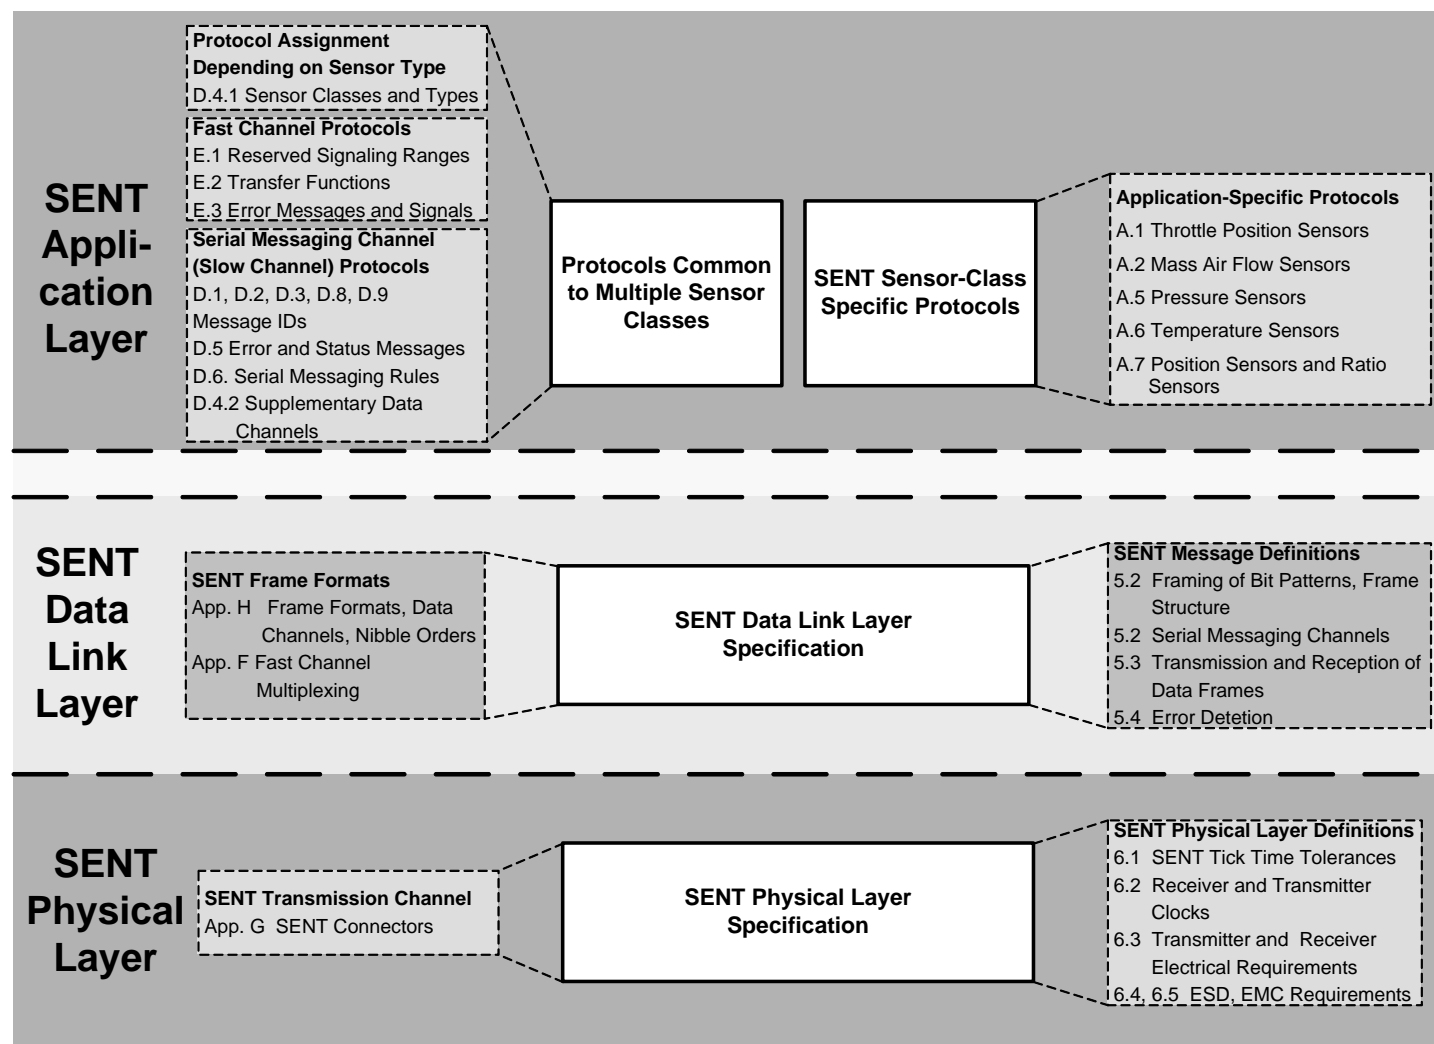 SENT
Appli-
cation
Layer
Protocol Assignment
Depending on Sensor Type
D.4.1 Sensor Classes and Types
Fast Channel Protocols
E.1 Reserved Signaling Ranges
E.2 Transfer Functions
E.3 Error Messages and Signals
Serial Messaging Channel
(Slow Channel) Protocols
D.1, D.2, D.3, D.8, D.9
Message IDs
D.5 Error and Status Messages
D.6. Serial Messaging Rules
D.4.2 Supplementary Data
Channels
Protocols Common
to Multiple Sensor
Classes
SENT Sensor-Class
Specific Protocols
Application-Specific Protocols
A.1 Throttle Position Sensors
A.2 Mass Air Flow Sensors
A.5 Pressure Sensors
A.6 Temperature Sensors
A.7 Position Sensors and Ratio
Sensors
SENT
Data
Link
Layer
SENT Frame Formats
App. H Frame Formats, Data
Channels, Nibble Orders
App. F Fast Channel
Multiplexing
SENT Data Link Layer
Specification
SENT Message Definitions
5.2 Framing of Bit Patterns, Frame
Structure
5.2 Serial Messaging Channels
5.3 Transmission and Reception of
Data Frames
5.4 Error Detetion
SENT
Physical
Layer
SENT Transmission Channel
App. G SENT Connectors
SENT Physical Layer
Specification
SENT Physical Layer Definitions
6.1 SENT Tick Time Tolerances
6.2 Receiver and Transmitter
Clocks
6.3 Transmitter and Receiver
Electrical Requirements
6.4, 6.5 ESD, EMC Requirements